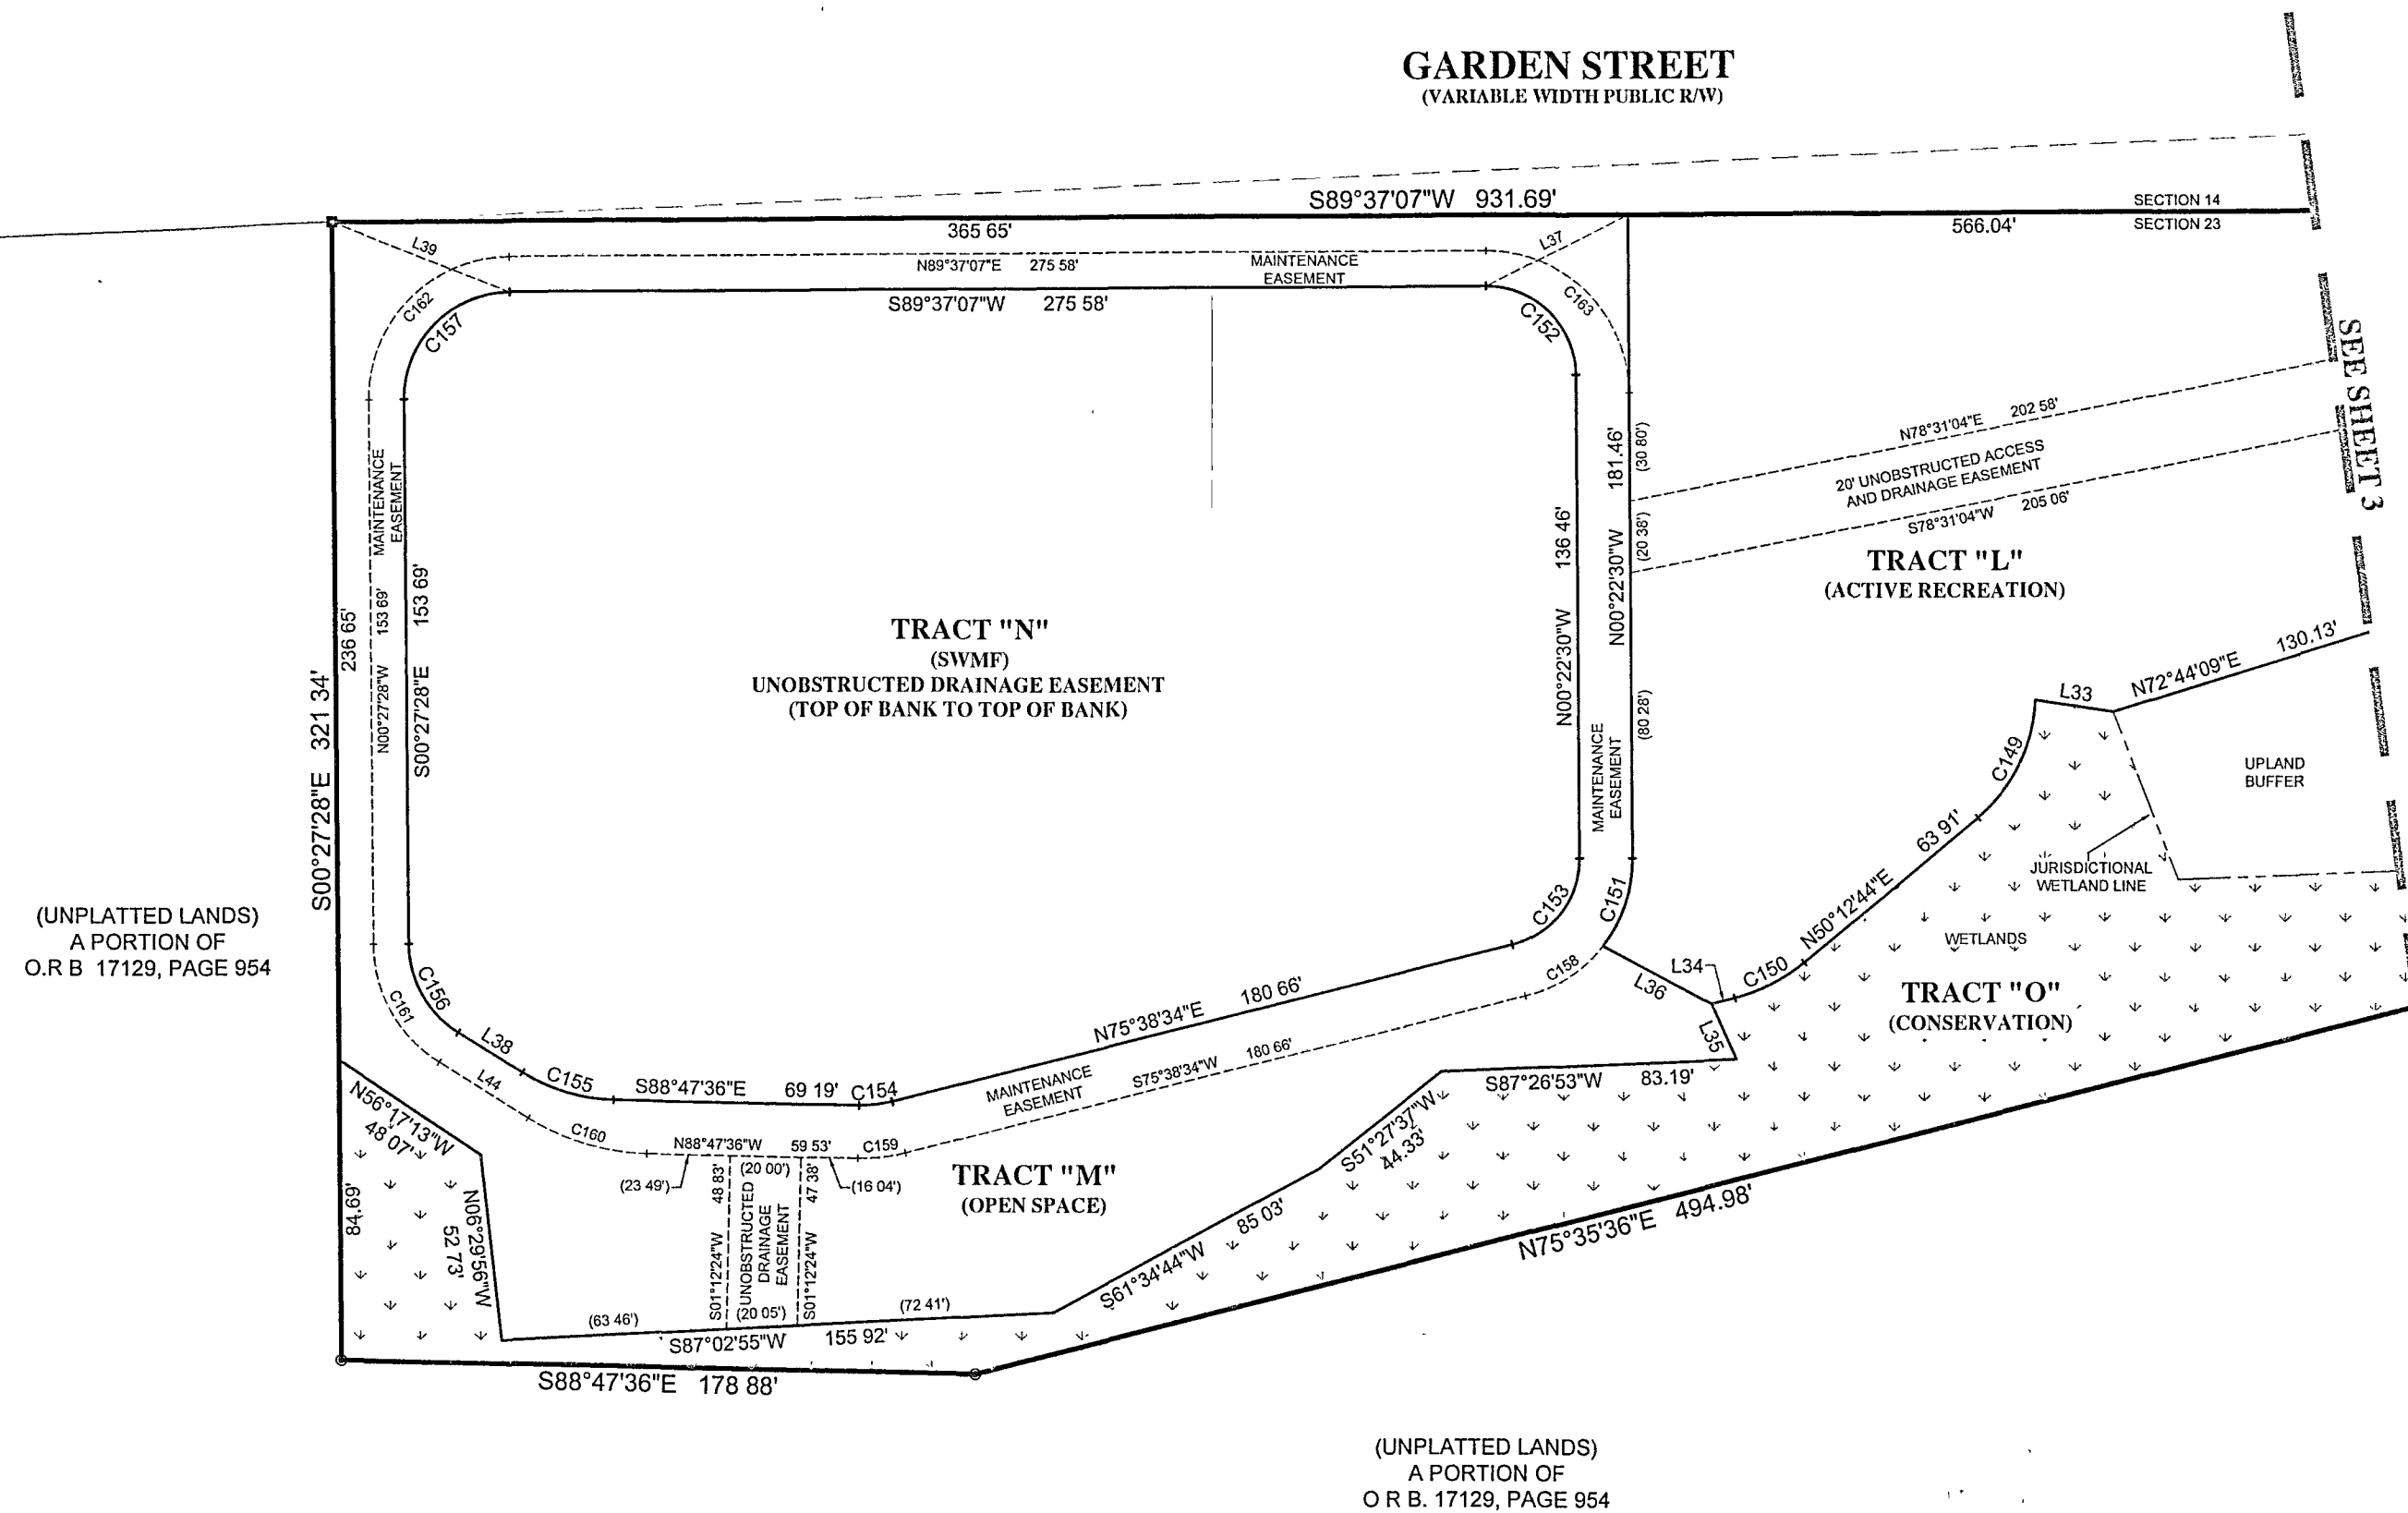 GARDEN STREET
(VARIABLE WIDTH PUBLIC R/W)
S89°37'07"W 931.69'
SECTION 14
SECTION 23
365 65'
566.04'
L39
L37
N89°37'07"E 275 58'
MAINTENANCE
EASEMENT
S89°37'07"W 275 58'
C162
C157
C152
C163
SEE SHEET 3
N78°31'04"E 202 58'
20' UNOBSTRUCTED ACCESS
AND DRAINAGE EASEMENT
S78°31'04"W 205 06'
TRACT "L"
(ACTIVE RECREATION)
MAINTENANCE
EASEMENT
N00°27'28"W 153 69'
S00°27'28"E 153 69'
236 65'
S00°27'28"E 321 34'
N00°22'30"W 136 46'
N00°22'30"W 181.46'
(30 80')
(20 38')
(80 28')
MAINTENANCE
EASEMENT
TRACT "N"
(SWMF)
UNOBSTRUCTED DRAINAGE EASEMENT
(TOP OF BANK TO TOP OF BANK)
N72°44'09"E 130.13'
L33
C149
UPLAND
BUFFER
63 91'
N50°12'44"E
JURISDICTIONAL
WETLAND LINE
WETLANDS
TRACT "O"
(CONSERVATION)
(UNPLATTED LANDS)
A PORTION OF
O.R B 17129, PAGE 954
C153
C151
C158
L36
L34
C150
L35
C156
C161
L38
L44
C155
C160
S88°47'36"E 69 19'
C154
N75°38'34"E 180 66'
MAINTENANCE
EASEMENT
S75°38'34"W 180 66'
S87°26'53"W 83.19'
N56°17'13"W
48 07'
N88°47'36"W 59 53'
C159
(23 49')
(20 00')
(16 04')
TRACT "M"
(OPEN SPACE)
S51°27'37"W
44.33'
84.69'
N06°29'56"W
52 73'
S01°12'24"W 48 83'
UNOBSTRUCTED
DRAINAGE
EASEMENT
S01°12'24"W 47 38'
(20 05')
(63 46')
(72 41')
S61°34'44"W 85 03'
N75°35'36"E 494.98'
S87°02'55"W 155 92'
S88°47'36"E 178 88'
(UNPLATTED LANDS)
A PORTION OF
O R B. 17129, PAGE 954